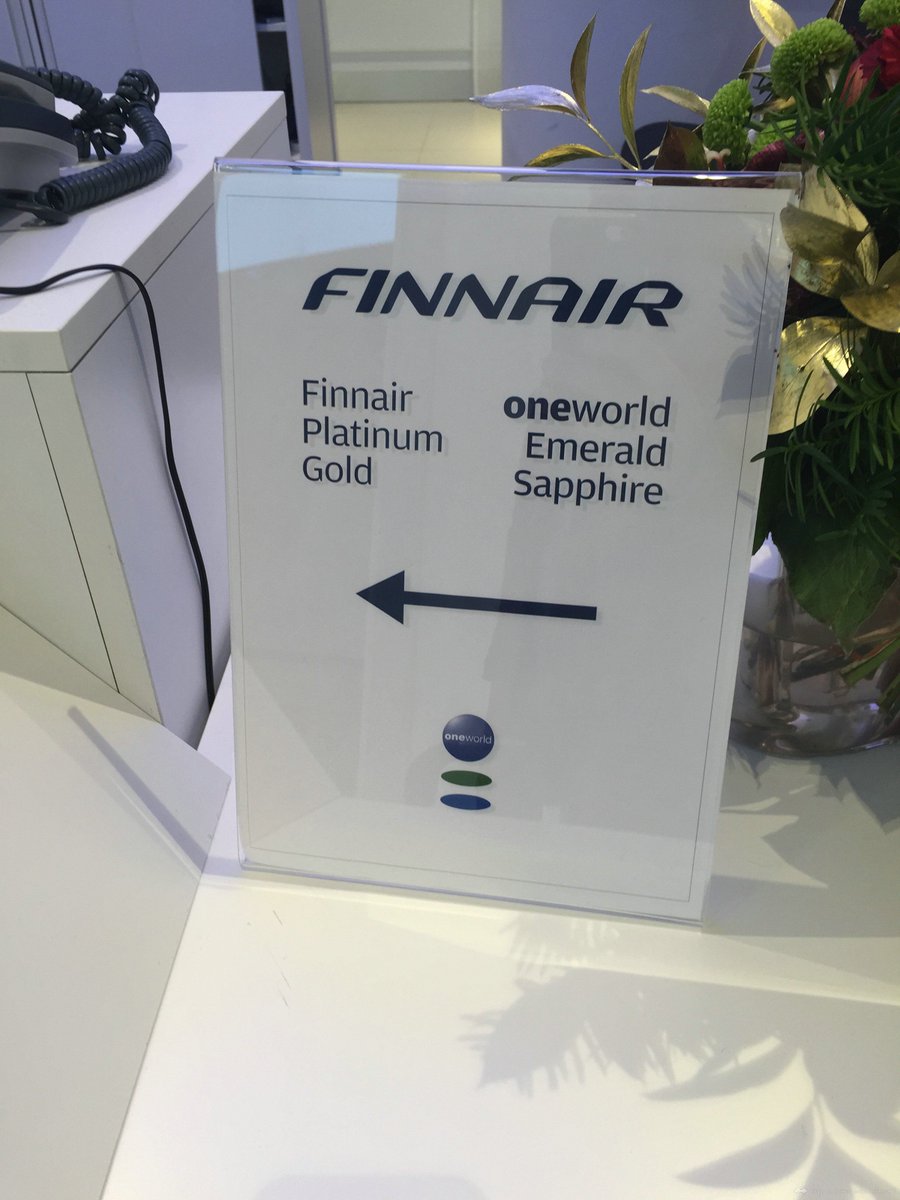 FINNAIR
Finnair
Platinum
Gold
oneworld
Emerald
Sapphire
oneworld